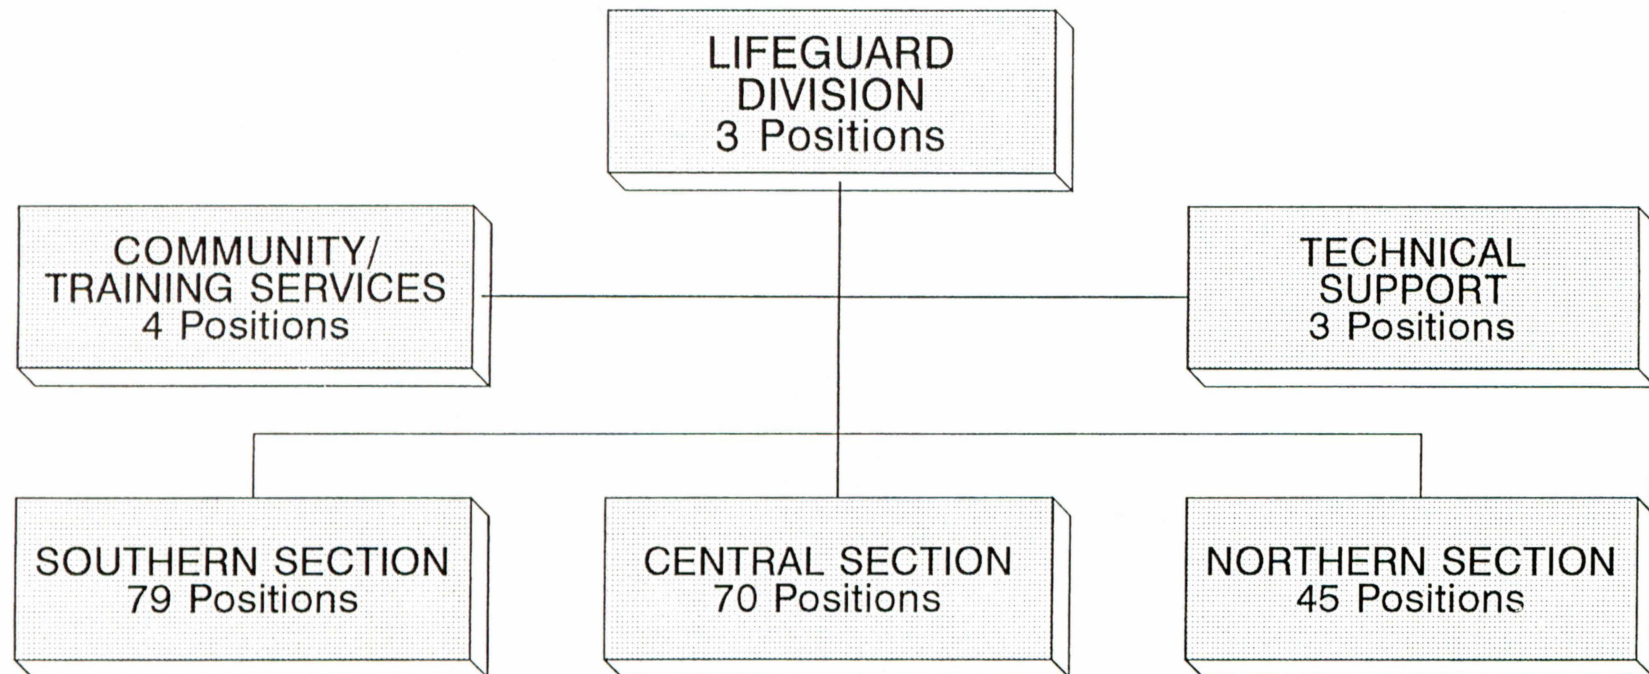 LIFEGUARD
DIVISION
3 Positions
COMMUNITY/
TRAINING SERVICES
4 Positions
TECHNICAL
SUPPORT
3 Positions
SOUTHERN SECTION
79 Positions
CENTRAL SECTION
70 Positions
NORTHERN SECTION
45 Positions